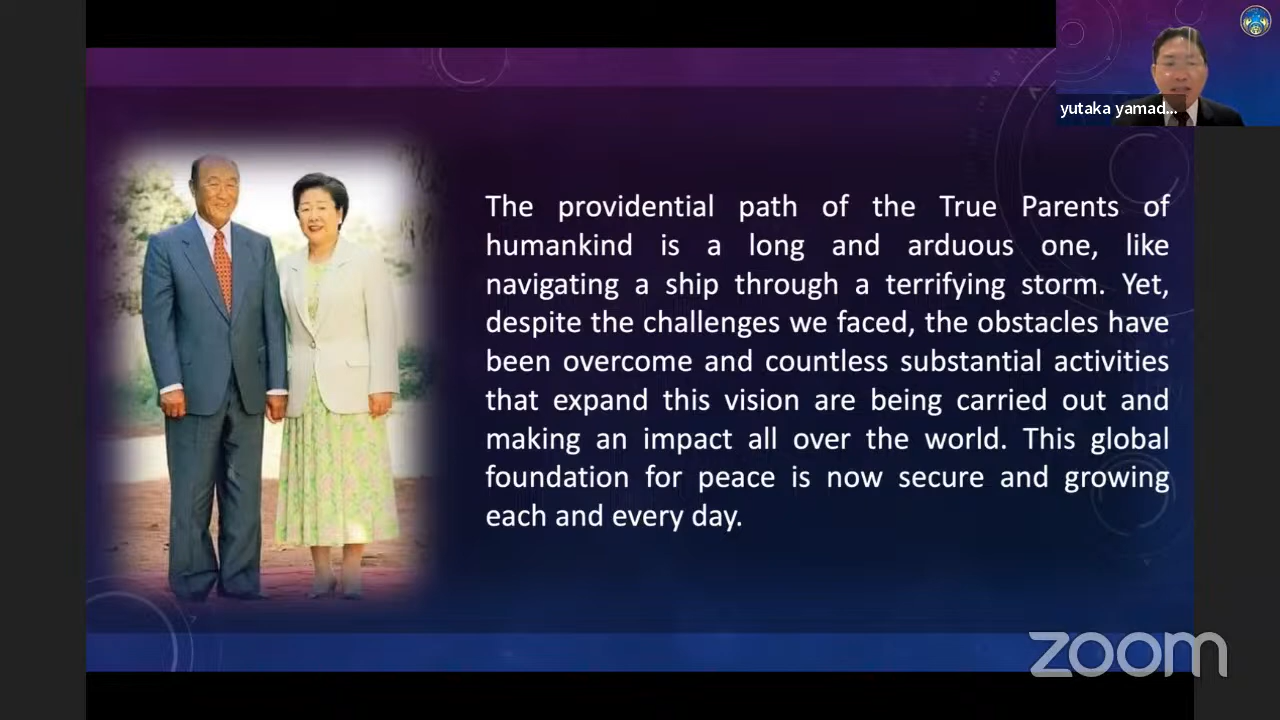 yutaka yamad...
The providential path of the True Parents of
humankind is a long and arduous one, like
navigating a ship through a terrifying storm. Yet,
despite the challenges we faced, the obstacles have
been overcome and countless substantial activities
that expand this vision are being carried out and
making an impact all over the world. This global
foundation for peace is now secure and growing
each and every day.
zoom